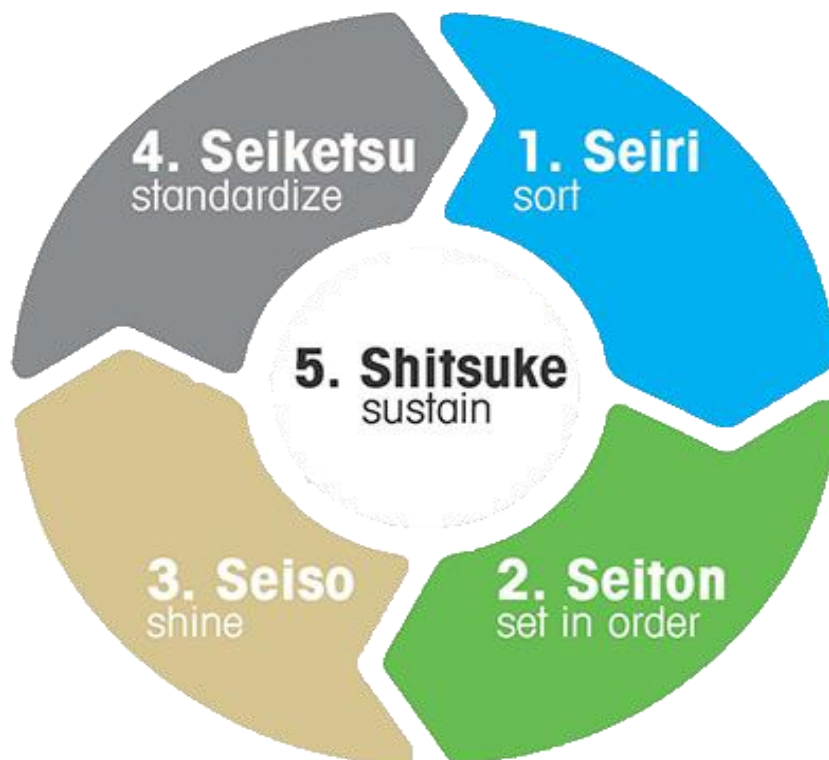 1. Seiri
sort
2. Seiton
set in order
3. Seiso
shine
4. Seiketsu
standardize
5. Shitsuke
sustain